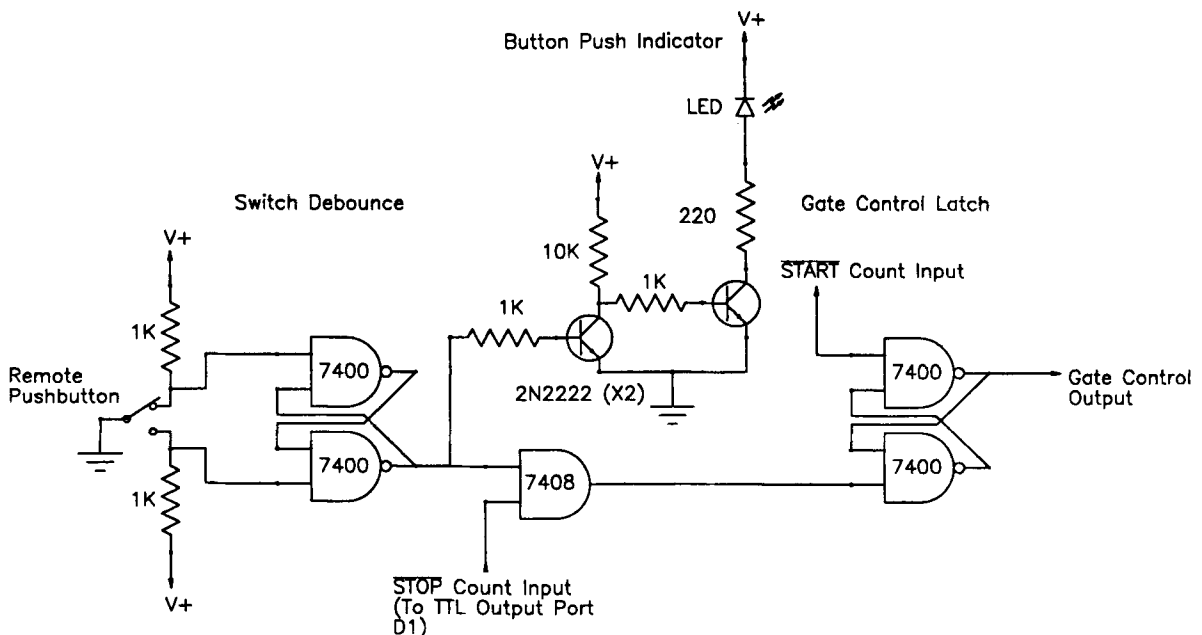 V+
Button Push Indicator
LED
V+
Switch Debounce
220
Gate Control Latch
V+
10K
START Count Input
1K
1K
1K
7400
7400
Remote
Pushbutton
2N2222 (X2)
Gate Control
Output
7400
7408
7400
1K
STOP Count Input
(To TTL Output Port
D1)
V+